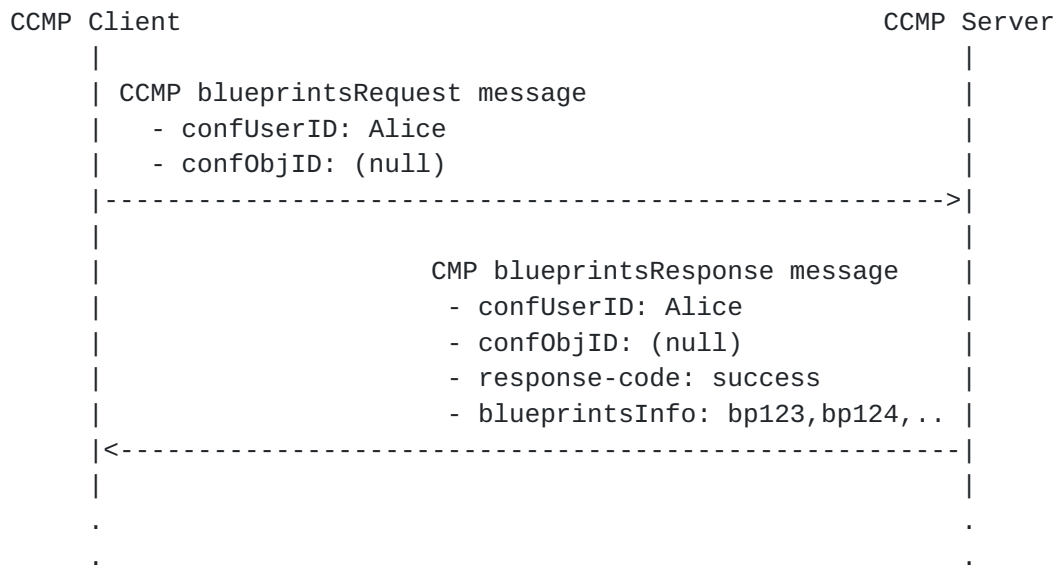 CCMP Client CCMP Server
CCMP blueprintsRequest message
- confUserID: Alice
- confObjID: (null)
CMP blueprintsResponse message
- confUserID: Alice
- confObjID: (null)
- response-code: success
- blueprintsInfo: bp123,bp124,..